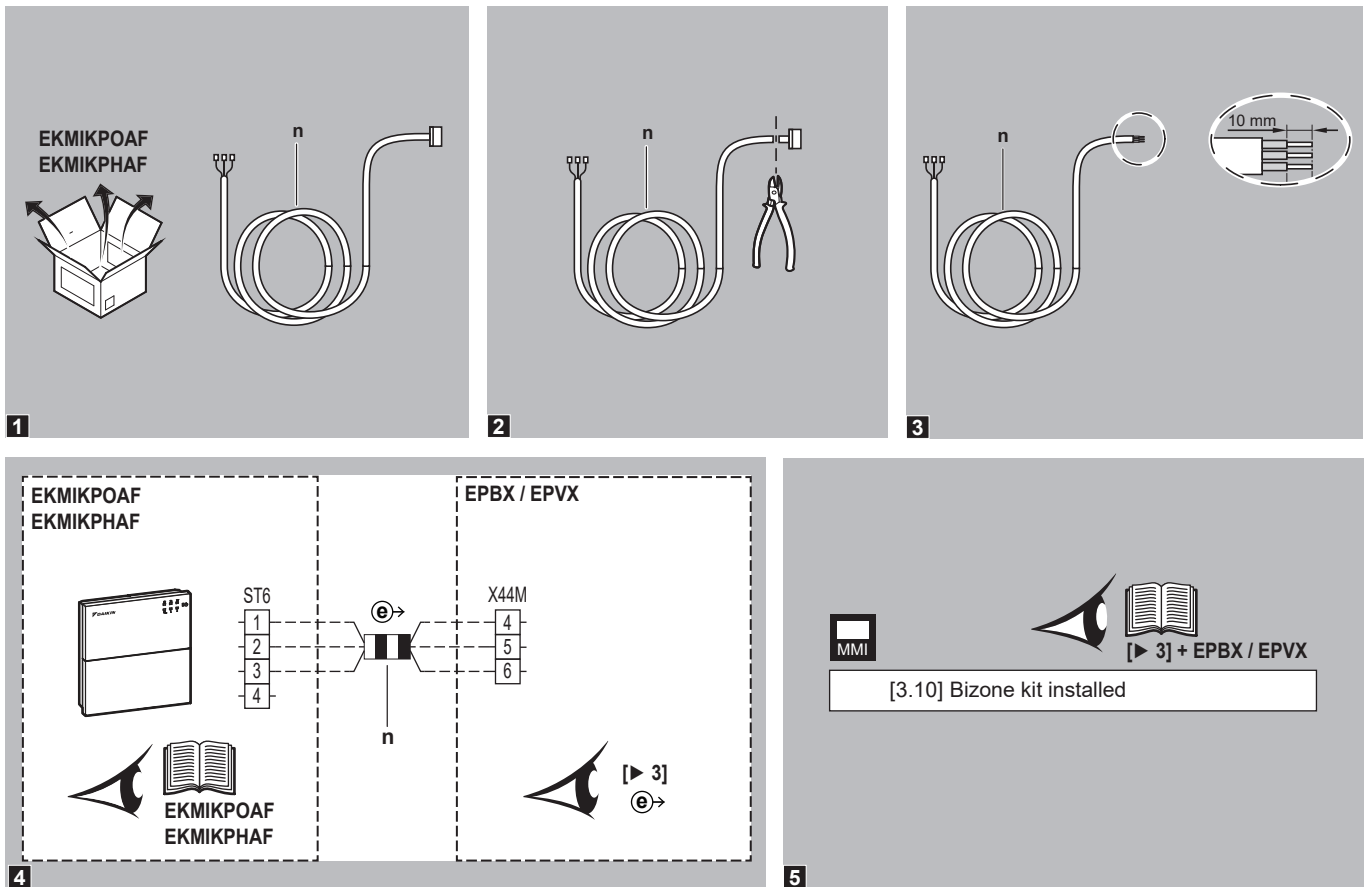 EKMIKPOAF
EKMIKPHAF
n
1
n
2
n
10 mm
3
EKMIKPOAF
EKMIKPHAF
DAIKIN
ST6
1
2
3
4
e
n
EPBX / EPVX
X44M
4
5
6
EKMIKPOAF
EKMIKPHAF
[▶ 3]
e
4
MMI
[▶ 3] + EPBX / EPVX
[3.10] Bizone kit installed
5